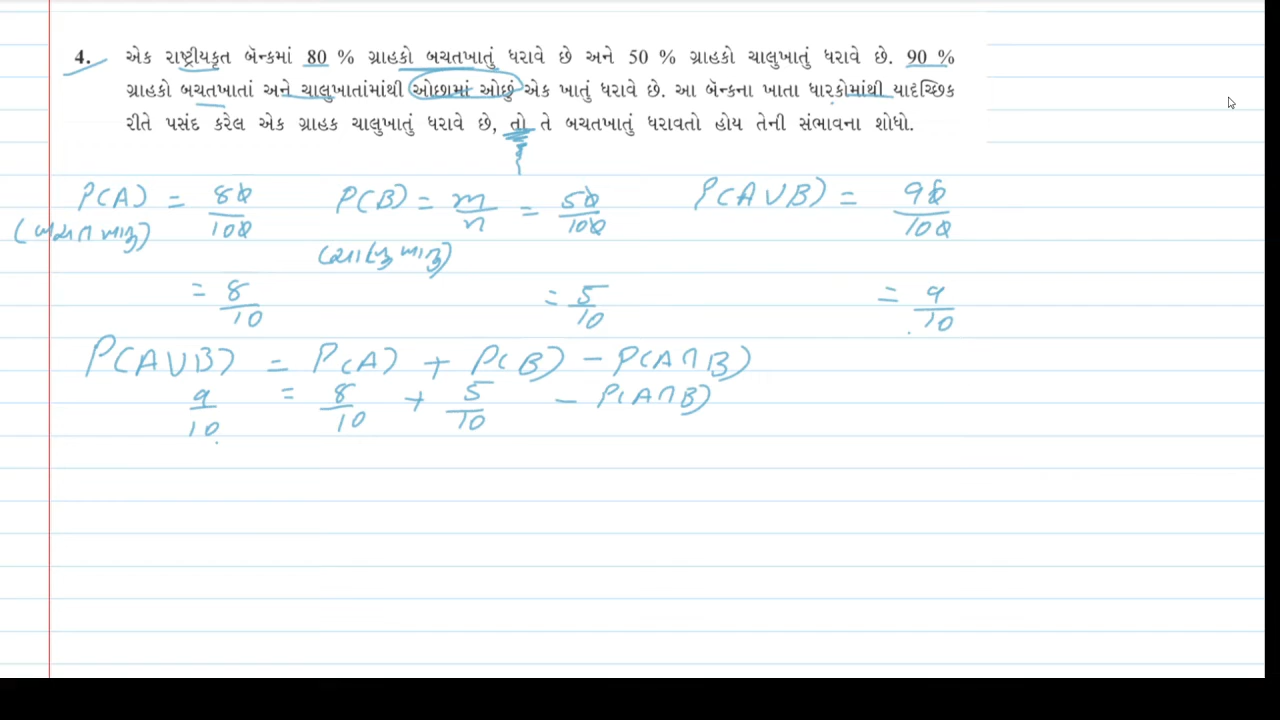 4. એક રાષ્ટ્રીયકૃત બૅન્કમાં 80 % ગ્રાહકો બચતખાતું ધરાવે છે અને 50 % ગ્રાહકો ચાલુખાતું ધરાવે છે. 90 %
ગ્રાહકો બચતખાતાં અને ચાલુખાતાંમાંથી ઓછામાં ઓછું એક ખાતું ધરાવે છે. આ બૅન્કના ખાતા ધારકોમાંથી યાદચ્છિક
રીતે પસંદ કરેલ એક ગ્રાહક ચાલુખાતું ધરાવે છે, તો તે બચતખાતું ધરાવતો હોય તેની સંભાવના શોધો.
P(A) = 80/100 P(B) = m/n = 50/100 P(A∪B) = 90/100
(બચત ખાતુ) (ચાલુ ખાતુ)
= 8/10 = 5/10 = 9/10
P(A∪B) = P(A) + P(B) − P(A∩B)
9/10 = 8/10 + 5/10 − P(A∩B)